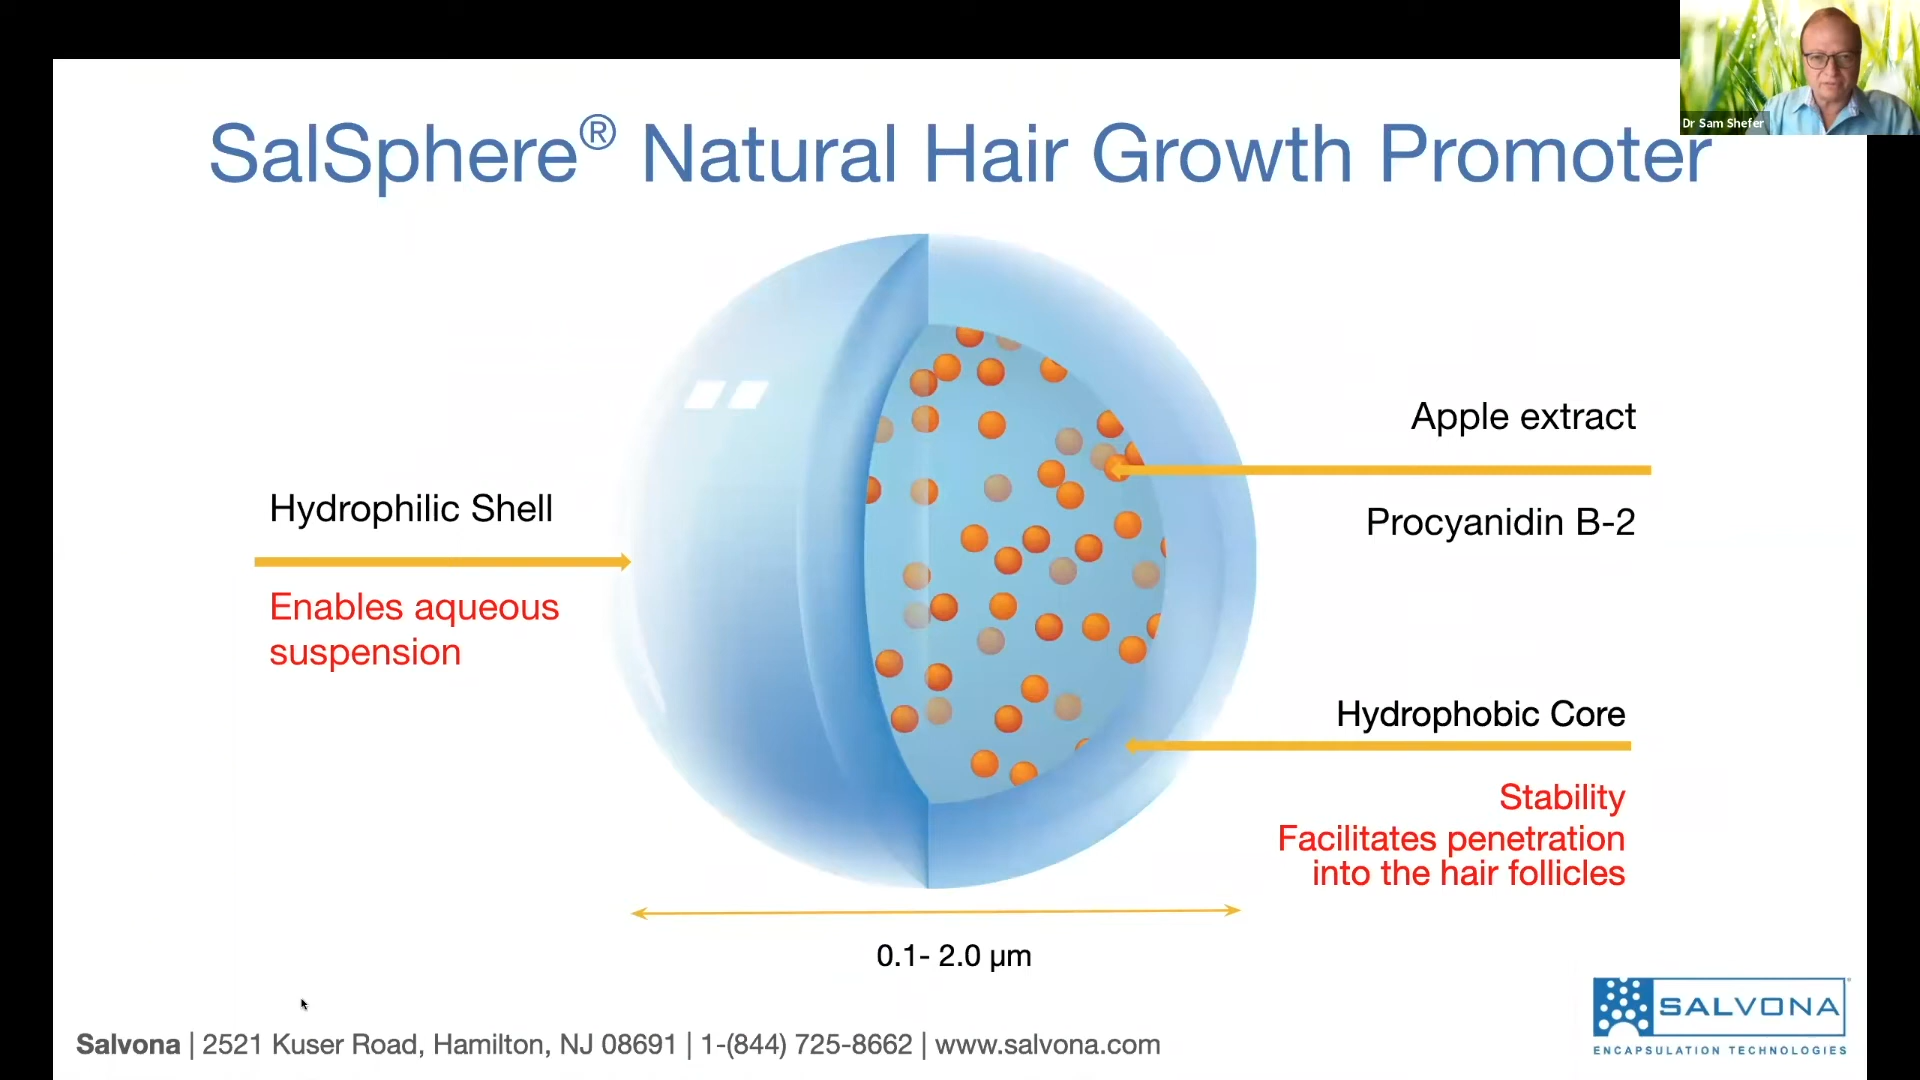 Dr Sam Shefer
SalSphere® Natural Hair Growth Promoter
Apple extract
Procyanidin B-2
Hydrophilic Shell
Enables aqueous
suspension
Hydrophobic Core
Stability
Facilitates penetration
into the hair follicles
0.1- 2.0 µm
SALVONA
ENCAPSULATION TECHNOLOGIES
Salvona | 2521 Kuser Road, Hamilton, NJ 08691 | 1-(844) 725-8662 | www.salvona.com